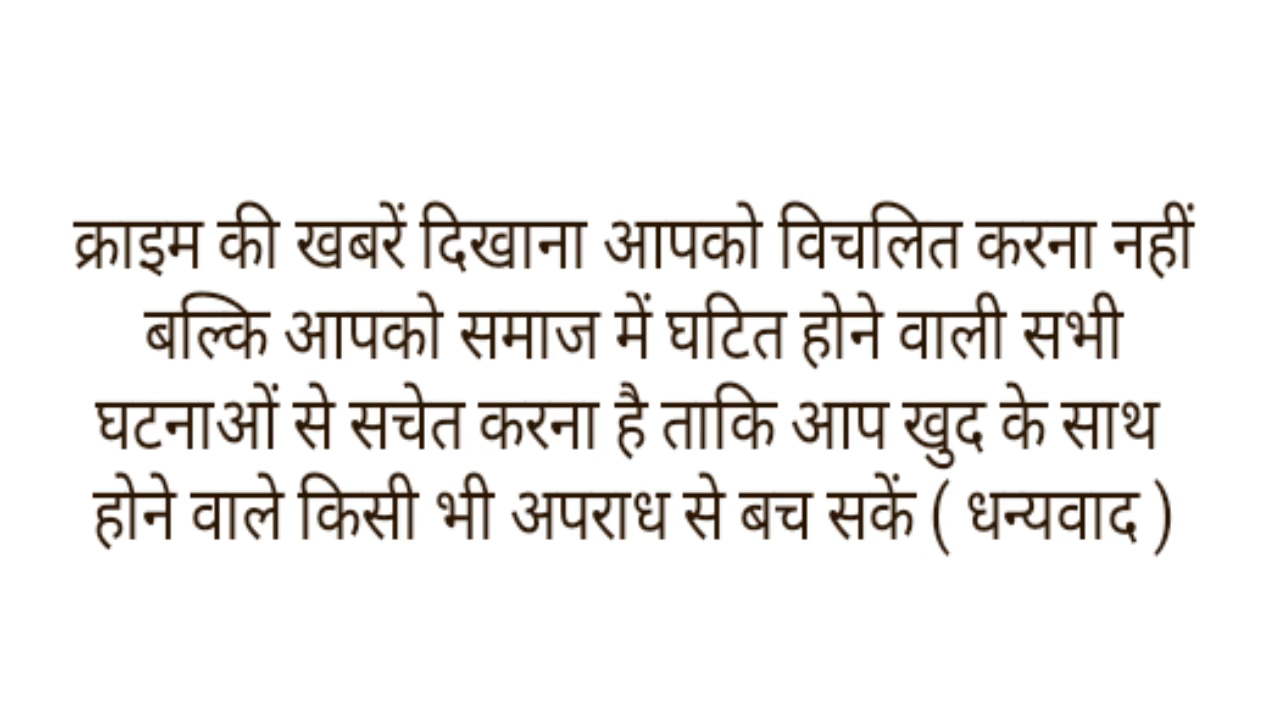 क्राइम की खबरें दिखाना आपको विचलित करना नहीं
बल्कि आपको समाज में घटित होने वाली सभी
घटनाओं से सचेत करना है ताकि आप खुद के साथ
होने वाले किसी भी अपराध से बच सकें ( धन्यवाद )